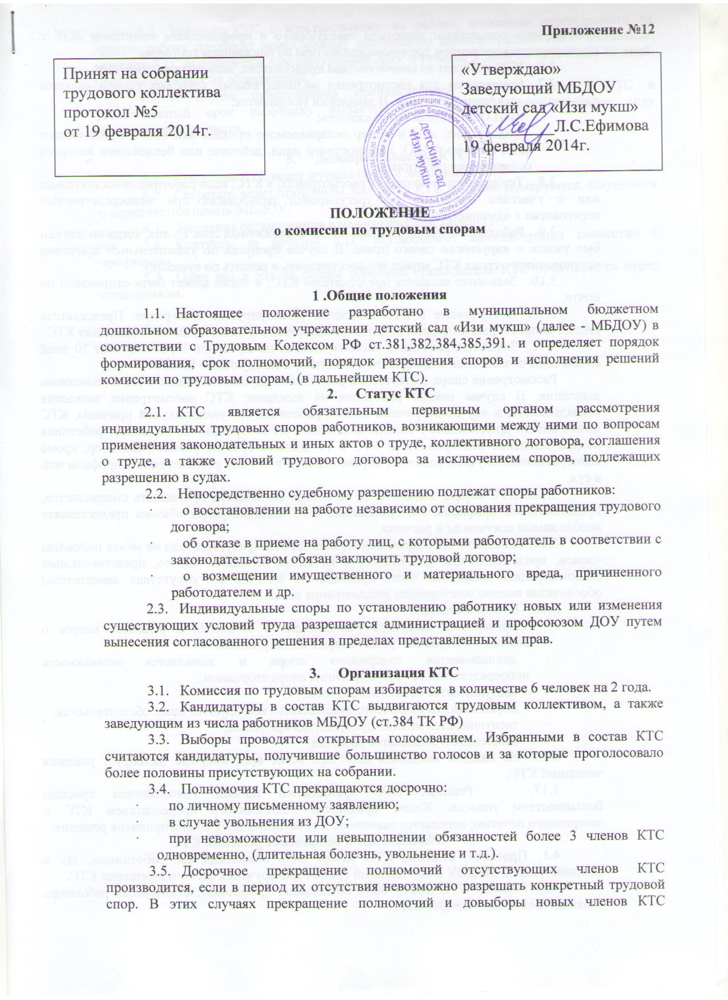 Приложение №12
Принят на собрании
трудового коллектива
протокол №5
от 19 февраля 2014г.
«Утверждаю»
Заведующий МБДОУ
детский сад «Изи мукш»
Л.С.Ефимова
19 февраля 2014г.
детский сад
«Изи мукш»
ПОЛОЖЕНИЕ
о комиссии по трудовым спорам
1 .Общие положения
1.1. Настоящее положение разработано в муниципальном бюджетном
дошкольном образовательном учреждении детский сад «Изи мукш» (далее - МБДОУ) в
соответствии с Трудовым Кодексом РФ ст.381,382,384,385,391. и определяет порядок
формирования, срок полномочий, порядок разрешения споров и исполнения решений
комиссии по трудовым спорам, (в дальнейшем КТС).
2. Статус КТС
2.1. КТС является обязательным первичным органом рассмотрения
индивидуальных трудовых споров работников, возникающими между ними по вопросам
применения законодательных и иных актов о труде, коллективного договора, соглашения
о труде, а также условий трудового договора за исключением споров, подлежащих
разрешению в судах.
2.2. Непосредственно судебному разрешению подлежат споры работников:
· о восстановлении на работе независимо от основания прекращения трудового
договора;
· об отказе в приеме на работу лиц, с которыми работодатель в соответствии с
законодательством обязан заключить трудовой договор;
· о возмещении имущественного и материального вреда, причиненного
работодателем и др.
2.3. Индивидуальные споры по установлению работнику новых или изменения
существующих условий труда разрешается администрацией и профсоюзом ДОУ путем
вынесения согласованного решения в пределах представленных им прав.
3. Организация КТС
3.1. Комиссия по трудовым спорам избирается в количестве 6 человек на 2 года.
3.2. Кандидатуры в состав КТС выдвигаются трудовым коллективом, а также
заведующим из числа работников МБДОУ (ст.384 ТК РФ)
3.3. Выборы проводятся открытым голосованием. Избранными в состав КТС
считаются кандидатуры, получившие большинство голосов и за которые проголосовало
более половины присутствующих на собрании.
3.4. Полномочия КТС прекращаются досрочно:
· по личному письменному заявлению;
· в случае увольнения из ДОУ;
· при невозможности или невыполнении обязанностей более 3 членов КТС
одновременно, (длительная болезнь, увольнение и т.д.).
3.5. Досрочное прекращение полномочий отсутствующих членов КТС
производится, если в период их отсутствия невозможно разрешать конкретный трудовой
спор. В этих случаях прекращение полномочий и довыборы новых членов КТС